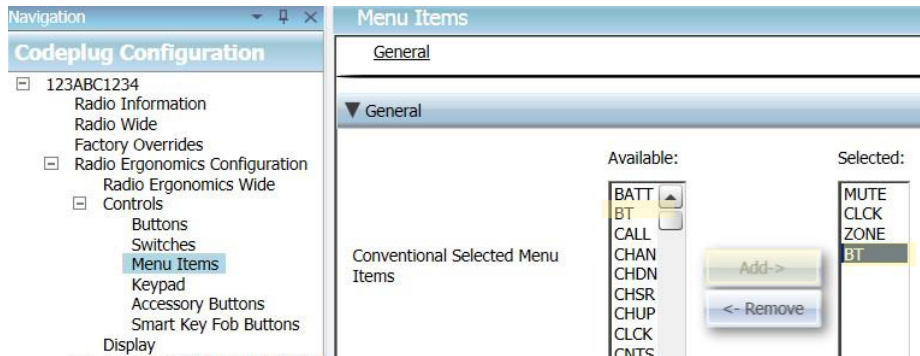 Navigation
Codeplug Configuration
123ABC1234
Radio Information
Radio Wide
Factory Overrides
Radio Ergonomics Configuration
Radio Ergonomics Wide
Controls
Buttons
Switches
Menu Items
Keypad
Accessory Buttons
Smart Key Fob Buttons
Display
Menu Items
General
General
Conventional Selected Menu
Items
Available:
BATT
BT
CALL
CHAN
CHDN
CHSR
CHUP
CLCK
CNTS
Add->
<- Remove
Selected:
MUTE
CLCK
ZONE
BT